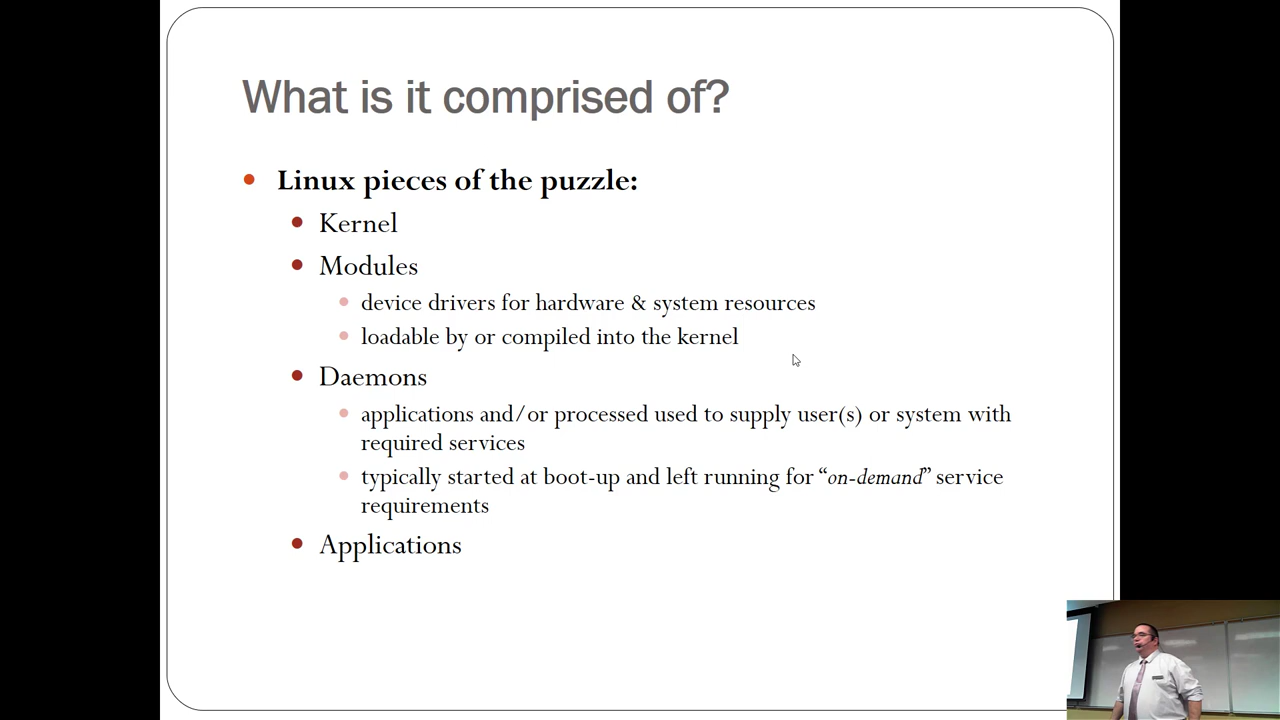 What is it comprised of?
Linux pieces of the puzzle:
Kernel
Modules
device drivers for hardware & system resources
loadable by or compiled into the kernel
Daemons
applications and/or processed used to supply user(s) or system with
required services
typically started at boot-up and left running for “on-demand” service
requirements
Applications